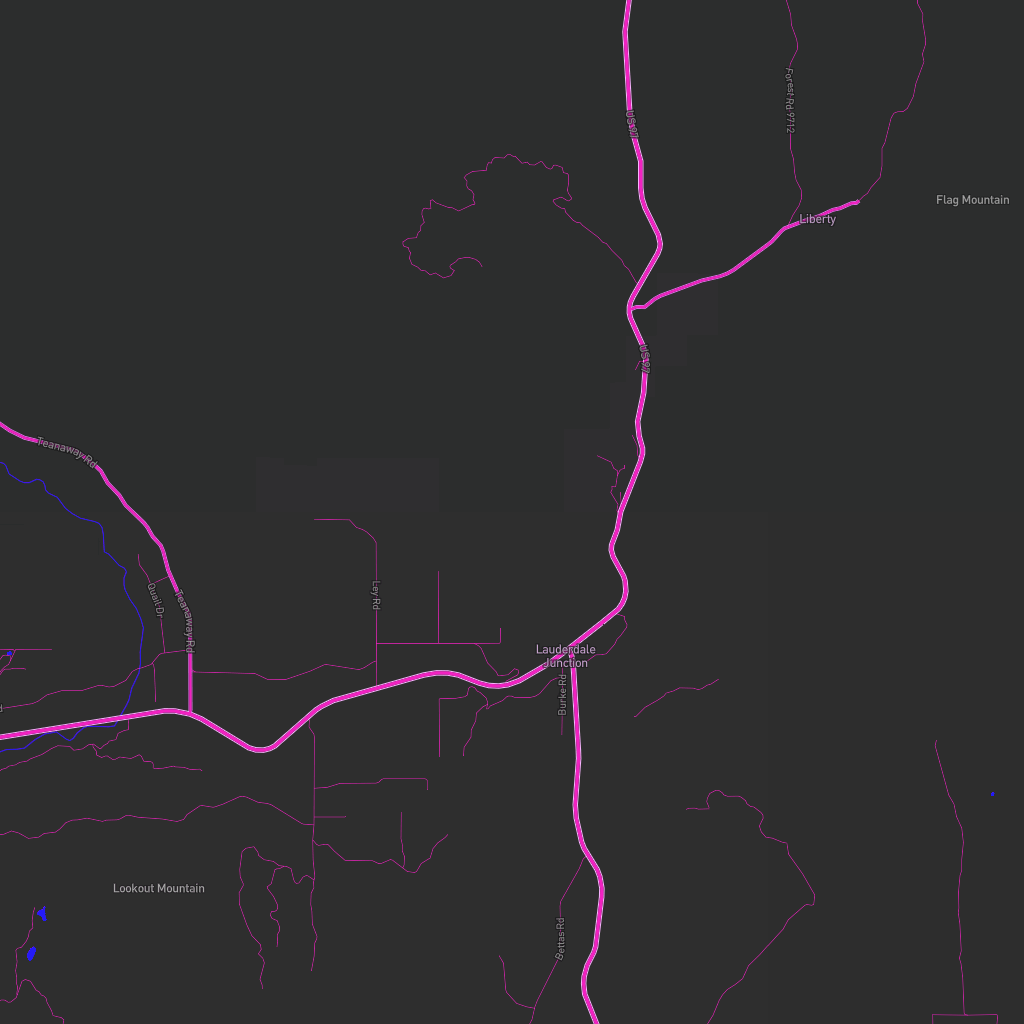 US 97
Forest Rd 9712
Flag Mountain
Liberty
US 97
Teanaway Rd
Quail Dr
Teanaway Rd
Ley Rd
Lauderdale
Junction
Burke Rd
Lookout Mountain
Bettas Rd